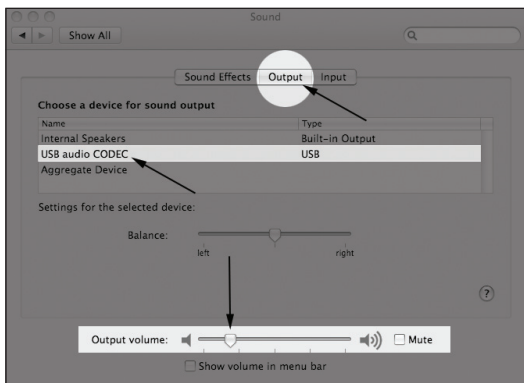 Sound
Show All
Sound Effects Output Input
Choose a device for sound output
Name Type
Internal Speakers Built-in Output
USB audio CODEC USB
Aggregate Device
Settings for the selected device:
Balance:
left right
?
Output volume: Mute
Show volume in menu bar